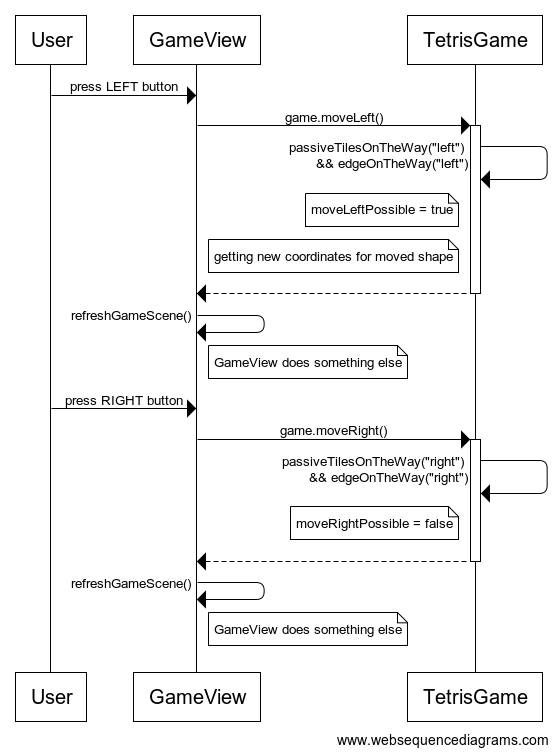 User
GameView
TetrisGame
press LEFT button
game.moveLeft()
passiveTilesOnTheWay("left")
&& edgeOnTheWay("left")
moveLeftPossible = true
getting new coordinates for moved shape
refreshGameScene()
GameView does something else
press RIGHT button
game.moveRight()
passiveTilesOnTheWay("right")
&& edgeOnTheWay("right")
moveRightPossible = false
refreshGameScene()
GameView does something else
User
GameView
TetrisGame
www.websequencediagrams.com